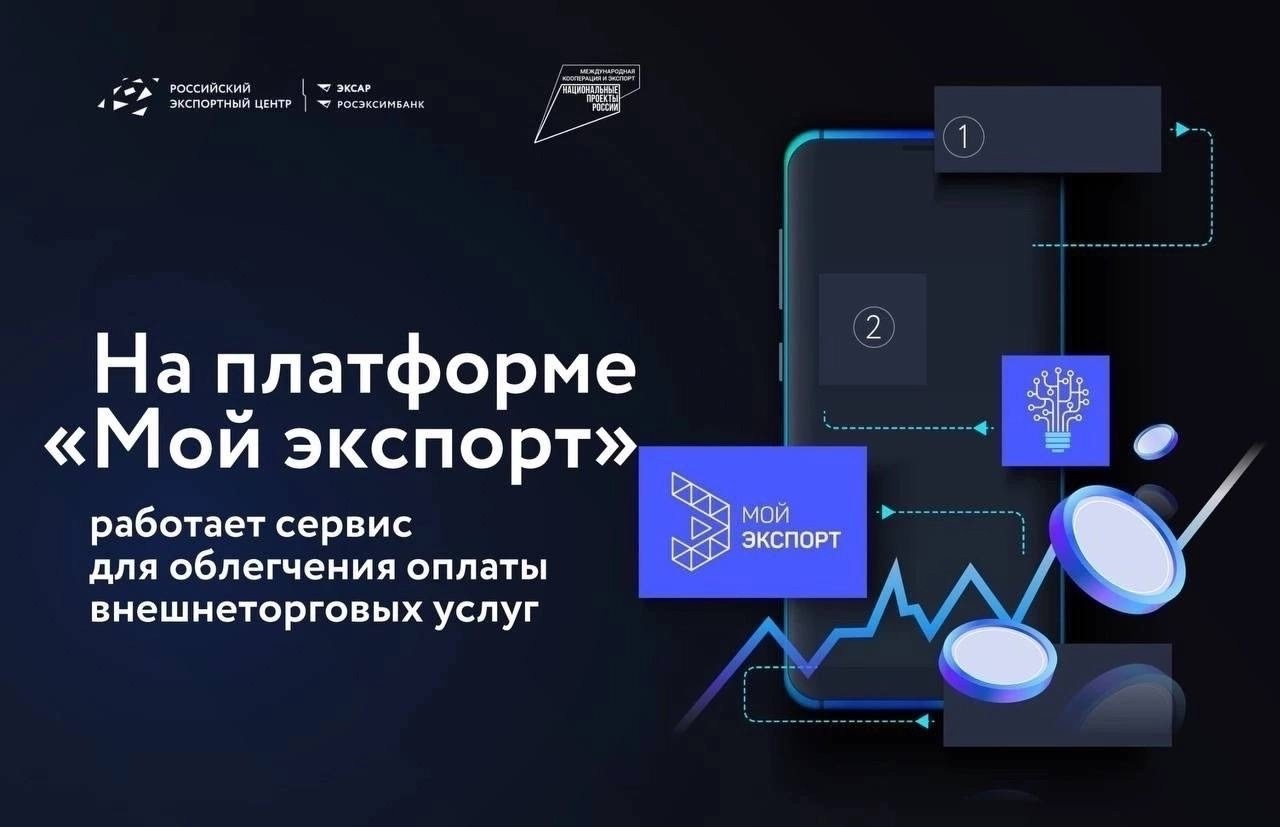 РОССИЙСКИЙ
ЭКСПОРТНЫЙ ЦЕНТР
ЭКСАР
РОСЭКСИМБАНК
МЕЖДУНАРОДНАЯ
КООПЕРАЦИЯ И ЭКСПОРТ
НАЦИОНАЛЬНЫЕ
ПРОЕКТЫ
РОССИИ
1
2
На платформе
«Мой экспорт»
работает сервис
для облегчения оплаты
внешнеторговых услуг
МОЙ
ЭКСПОРТ